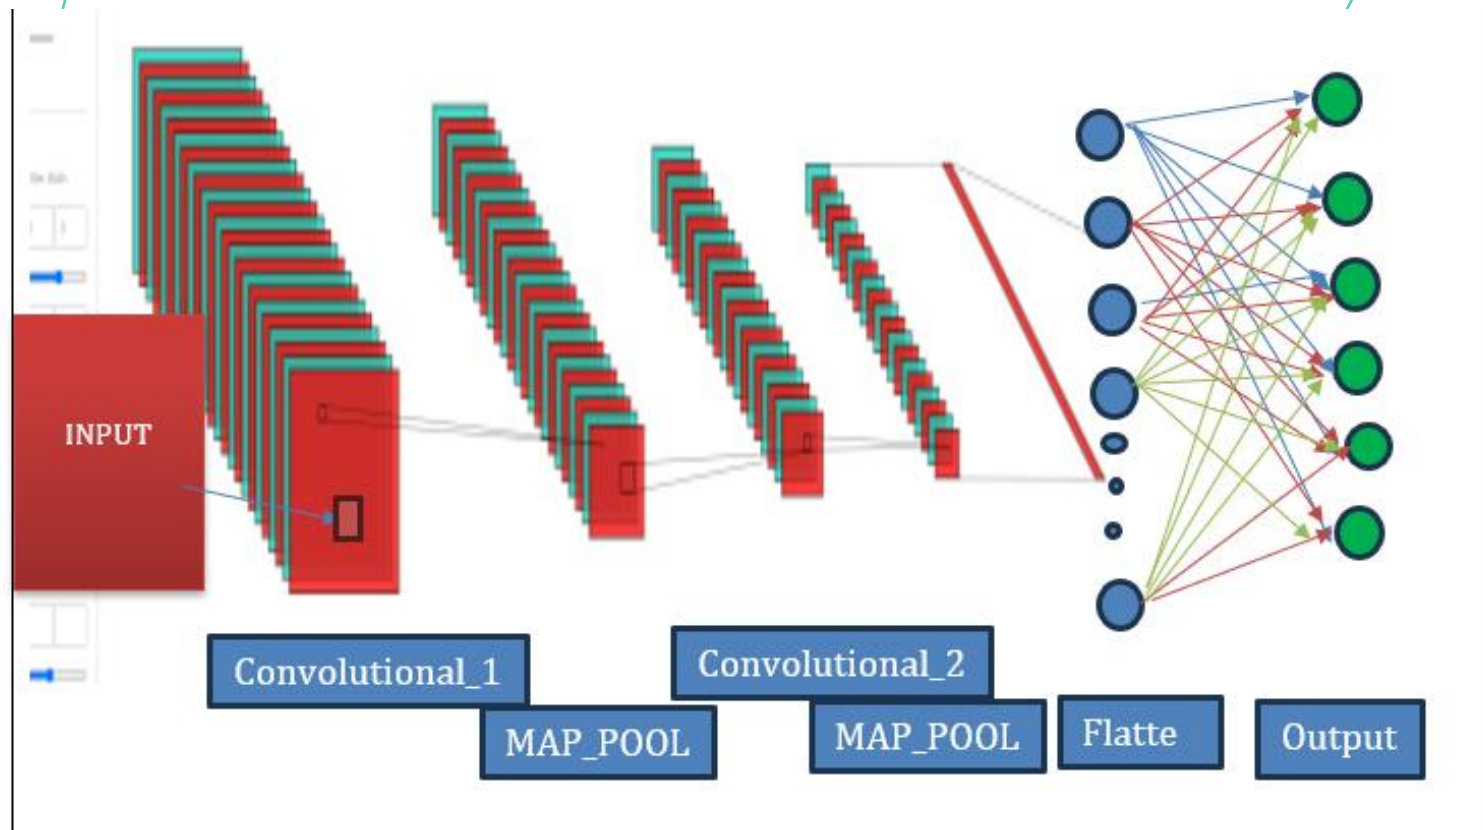 INPUT
Convolutional_1
MAP_POOL
Convolutional_2
MAP_POOL
Flatte
Output